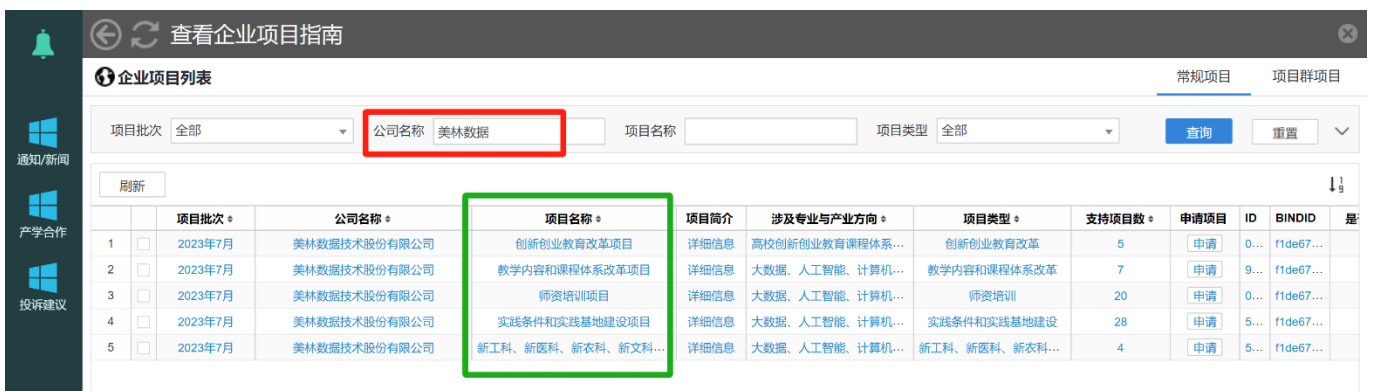 查看企业项目指南
企业项目列表 常规项目 项目群项目
项目批次 全部 公司名称 美林数据 项目名称 项目类型 全部 查询 重置
通知/新闻
产学合作
投诉建议
刷新
项目批次 公司名称 项目名称 项目简介 涉及专业与产业方向 项目类型 支持项目数 申请项目 ID BINDID 是
1 2023年7月 美林数据技术股份有限公司 创新创业教育改革项目 详细信息 高校创新创业教育课程体系... 创新创业教育改革 5 申请 0... f1de67...
2 2023年7月 美林数据技术股份有限公司 教学内容和课程体系改革项目 详细信息 大数据、人工智能、计算机... 教学内容和课程体系改革 7 申请 9... f1de67...
3 2023年7月 美林数据技术股份有限公司 师资培训项目 详细信息 大数据、人工智能、计算机... 师资培训 20 申请 0... f1de67...
4 2023年7月 美林数据技术股份有限公司 实践条件和实践基地建设项目 详细信息 大数据、人工智能、计算机... 实践条件和实践基地建设 28 申请 5... f1de67...
5 2023年7月 美林数据技术股份有限公司 新工科、新医科、新农科、新文科... 详细信息 大数据、人工智能、计算机... 新工科、新医科、新农科... 4 申请 5... f1de67...